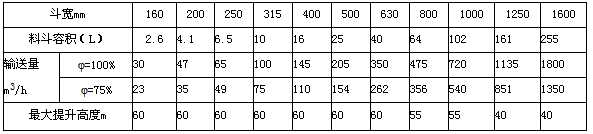 斗宽mm 160 200 250 315 400 500 630 800 1000 1250 1600
料斗容积(L) 2.6 4.1 6.5 10 16 25 40 64 102 161 255
输送量 m³/h φ=100% 30 47 65 100 145 205 350 475 720 1135 1800
φ=75% 23 35 49 75 110 154 262 356 540 851 1350
最大提升高度m 60 60 60 60 60 60 60 55 55 40 40